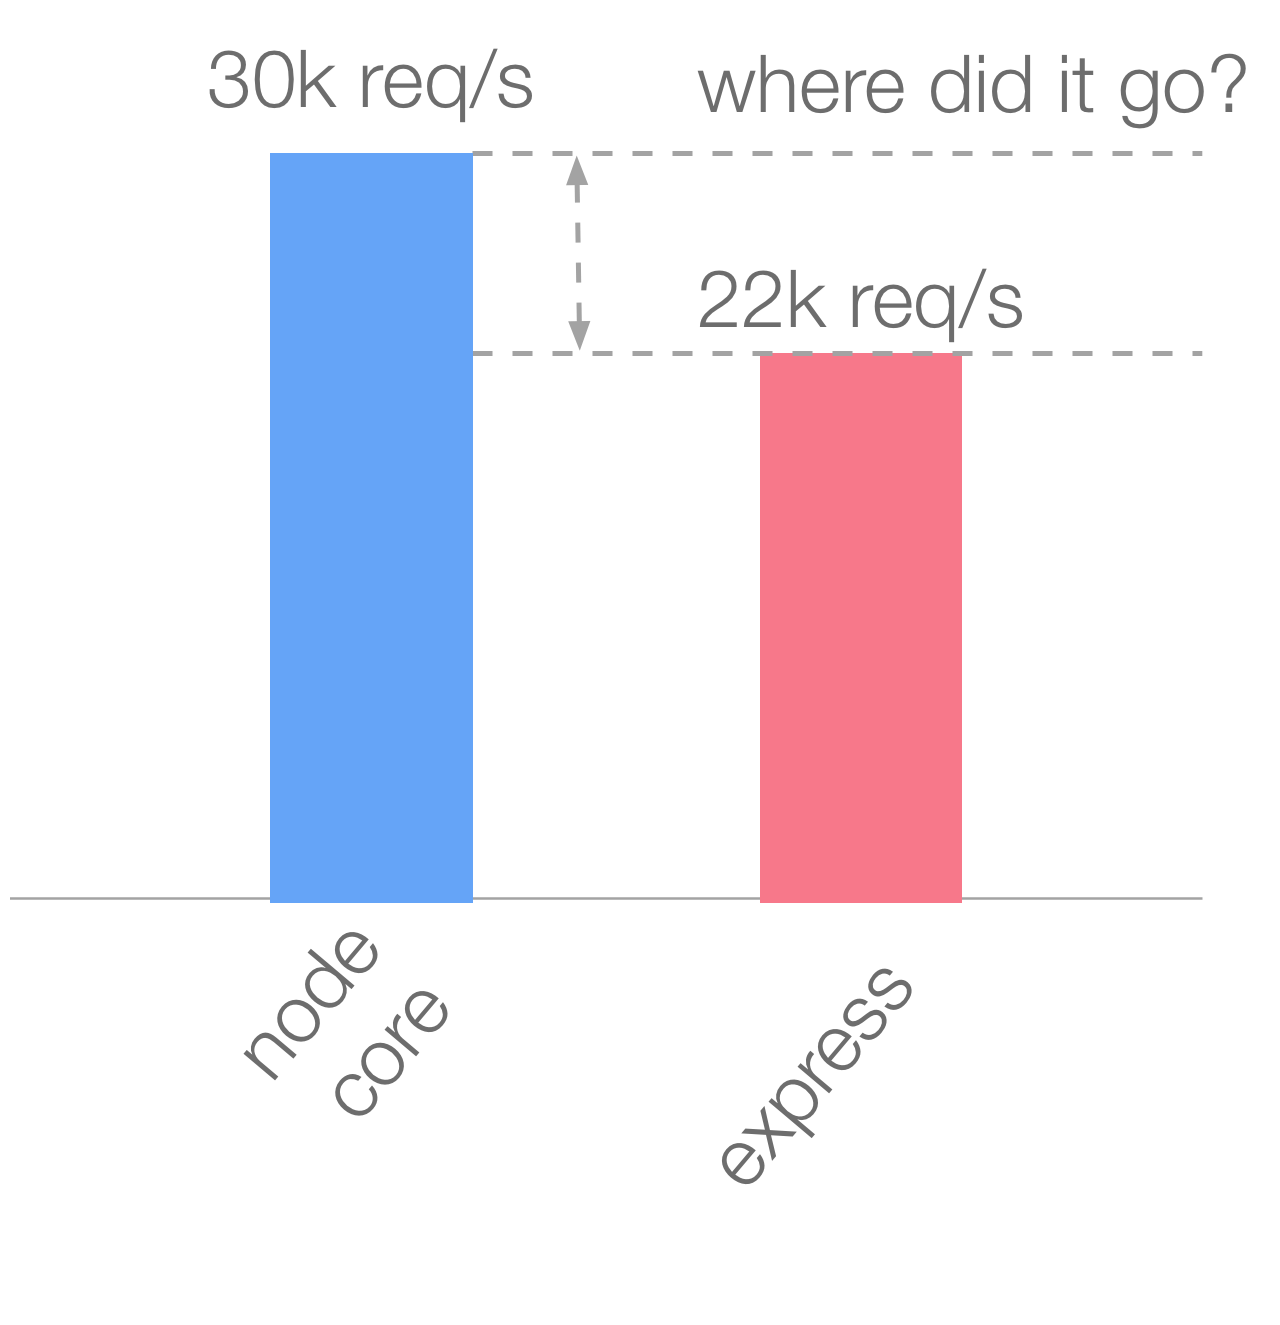 30k req/s
where did it go?
22k req/s
node
core
express